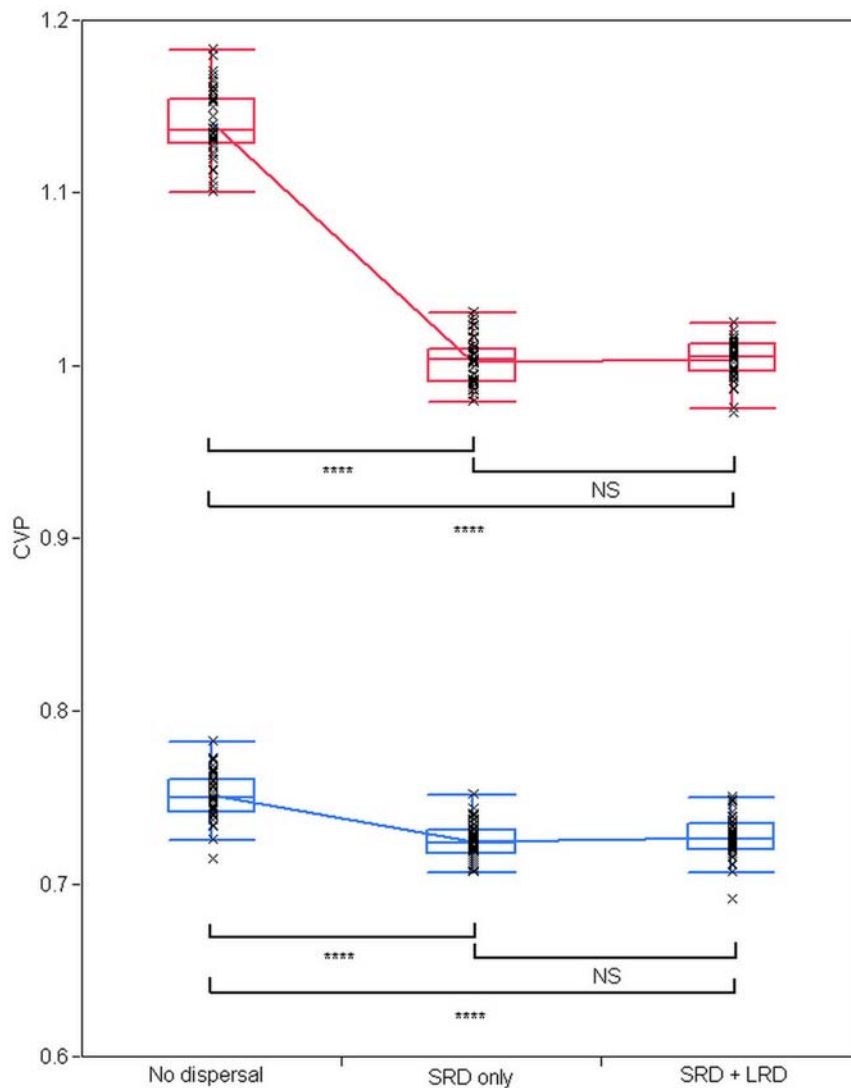 1.2
1.1
1
****
NS
****
0.9
CVP
0.8
0.7
****
NS
****
0.6
No dispersal SRD only SRD + LRD